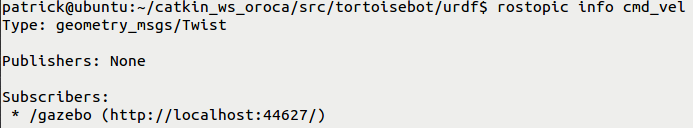 patrick@ubuntu:~/catkin_ws_oroca/src/tortoisebot/urdf$ rostopic info cmd_vel
Type: geometry_msgs/Twist
Publishers: None
Subscribers:
* /gazebo (http://localhost:44627/)